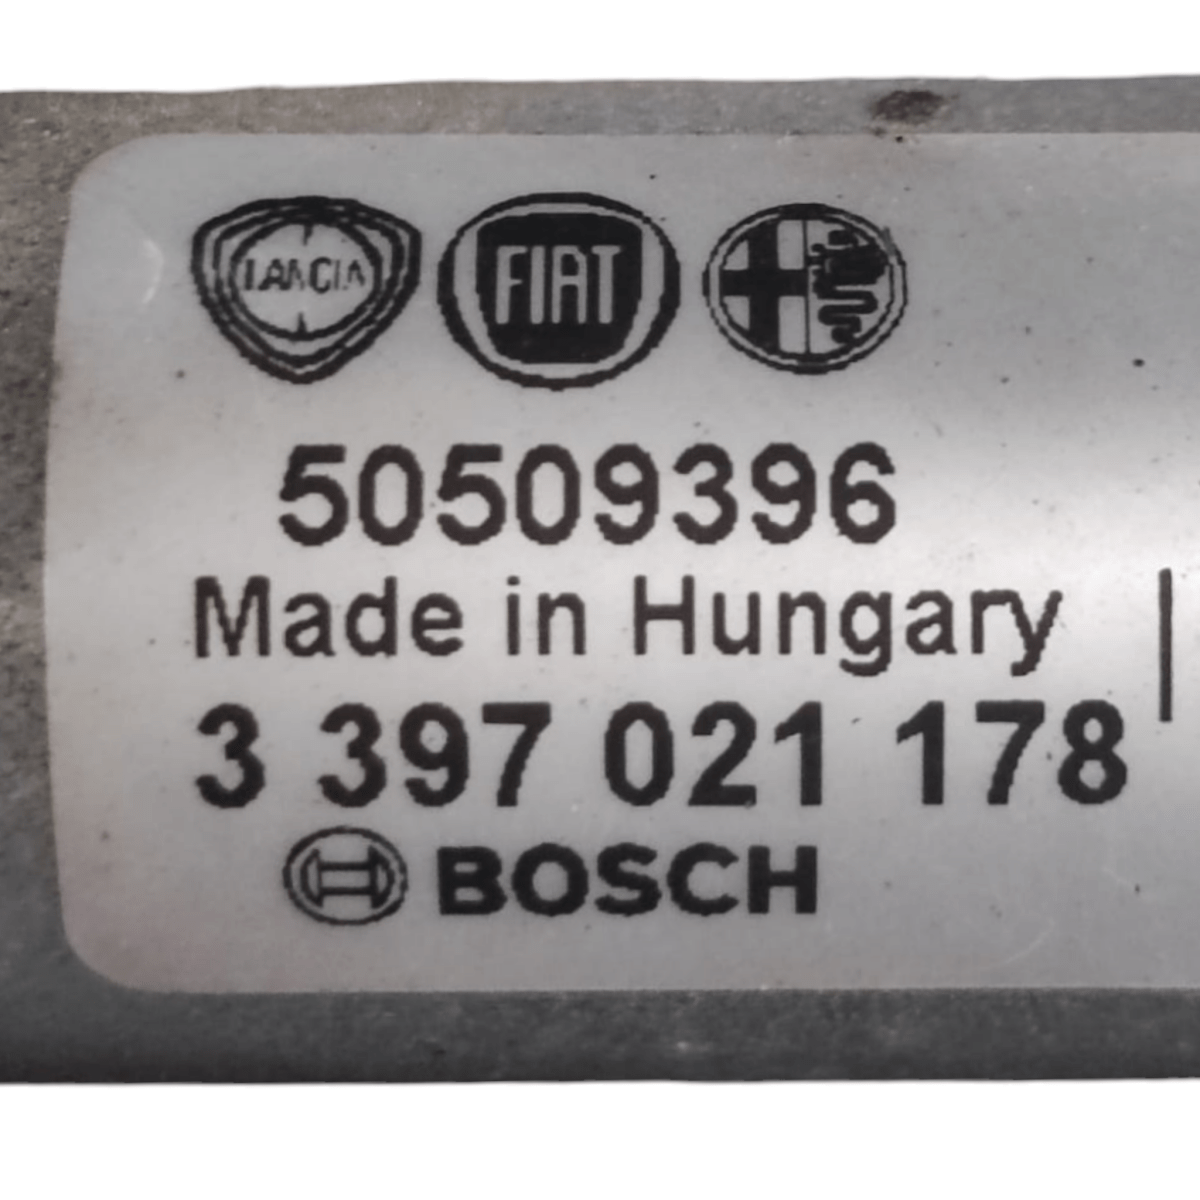 LANCIA FIAT
50509396
Made in Hungary
3 397 021 178
BOSCH